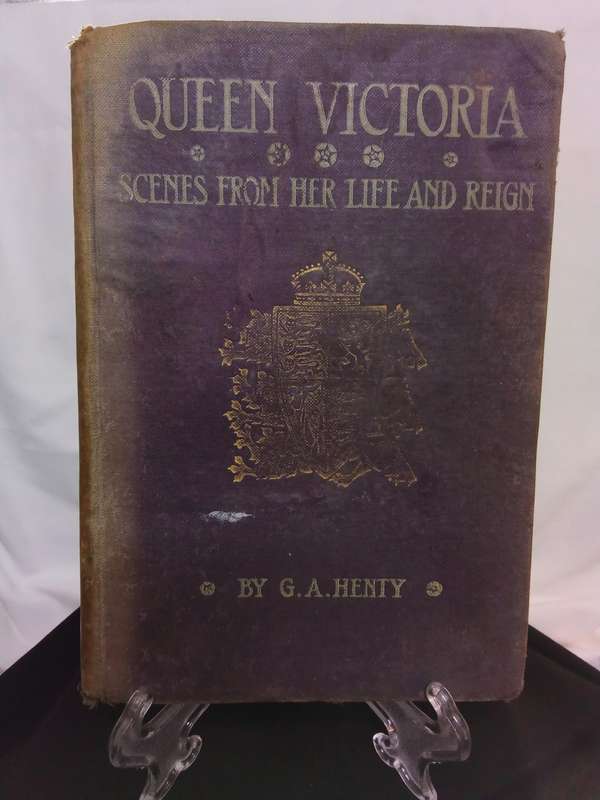 QUEEN VICTORIA
SCENES FROM HER LIFE AND REIGN
BY G.A.HENTY